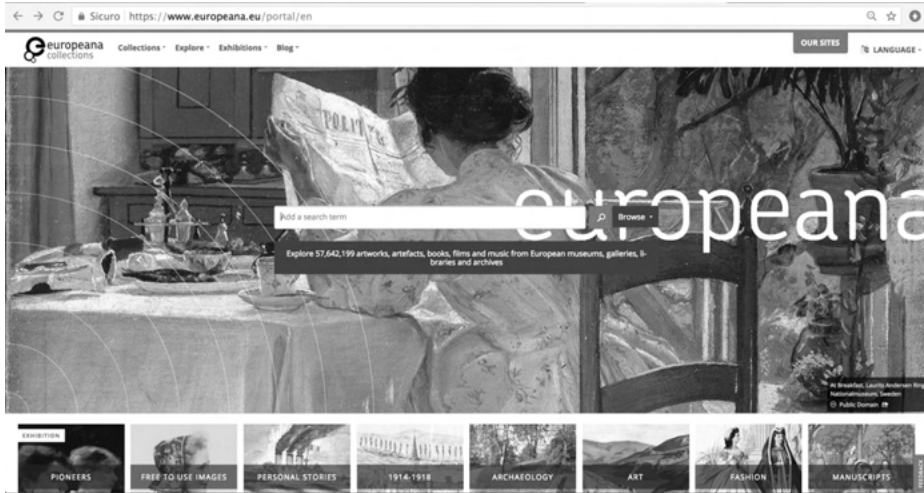 Sicuro https://www.europeana.eu/portal/en
europeana
collections
Collections Explore Exhibitions Blog
OUR SITES
LANGUAGE
POLIT
europeana
Add a search term
Browse
Explore 57,642,199 artworks, artefacts, books, films and music from European museums, galleries, li-
braries and archives
At Breakfast, Laurits Andersen Ring
Nationalmuseum, Sweden
Public Domain
EXHIBITION
PIONEERS
FREE TO USE IMAGES
PERSONAL STORIES
1914-1918
ARCHAEOLOGY
ART
FASHION
MANUSCRIPTS